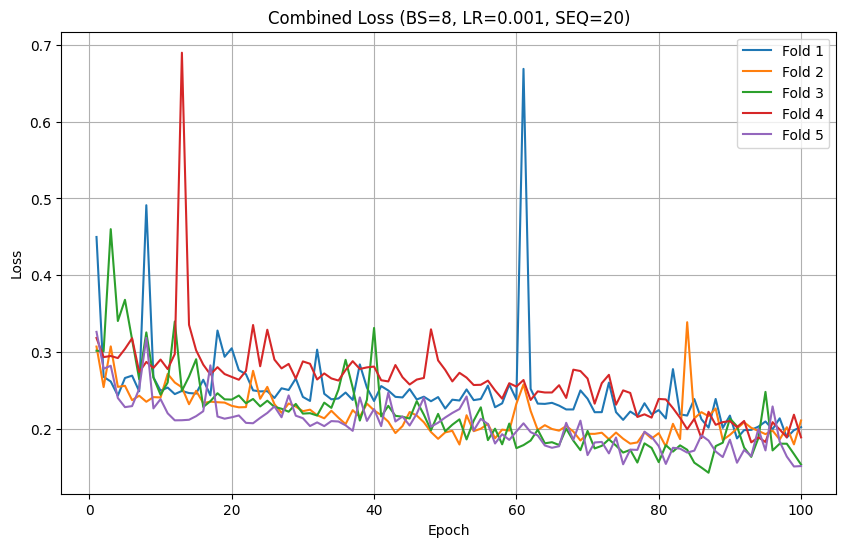 Combined Loss (BS=8, LR=0.001, SEQ=20)
Fold 1
Fold 2
Fold 3
Fold 4
Fold 5
0.7
0.6
0.5
0.4
0.3
0.2
Loss
0
20
40
60
80
100
Epoch